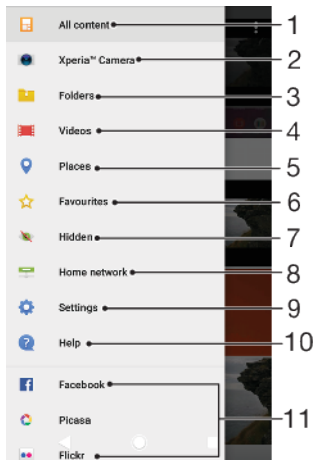 All content 1
Xperia™ Camera 2
Folders 3
Videos 4
Places 5
Favourites 6
Hidden 7
Home network 8
Settings 9
Help 10
Facebook
Picasa 11
Flickr